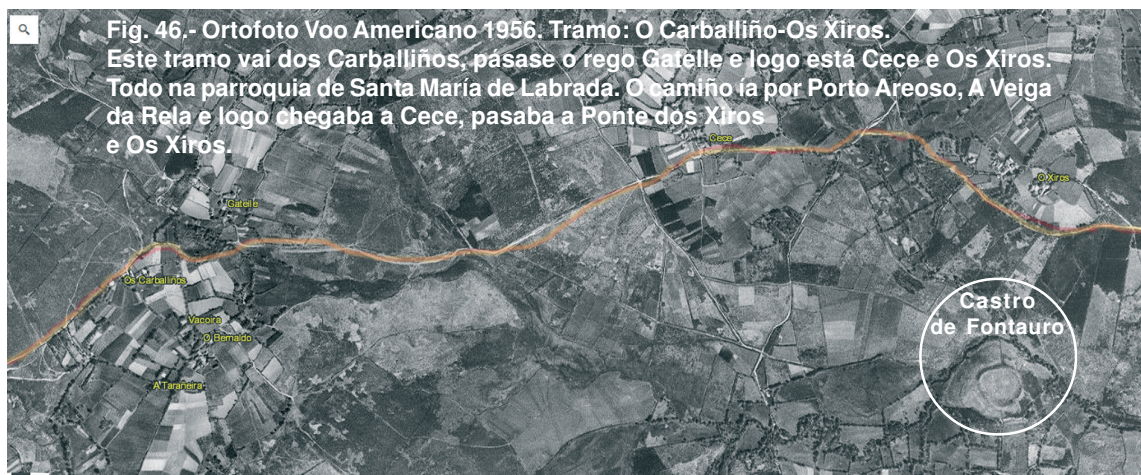 Fig. 46.- Ortofoto Voo Americano 1956. Tramo: O Carballiño-Os Xiros.
Este tramo vai dos Carballiños, pásase o rego Gatelle e logo está Cece e Os Xiros.
Todo na parroquia de Santa María de Labrada. O camiño ía por Porto Areoso, A Veiga
da Rela e logo chegaba a Cece, pasaba a Ponte dos Xiros
e Os Xiros.
Cece
O Xiros
Gatelle
Os Carballiños
Castro
de Fontauro
Vacoira
O Bernaldo
A Tarañeira